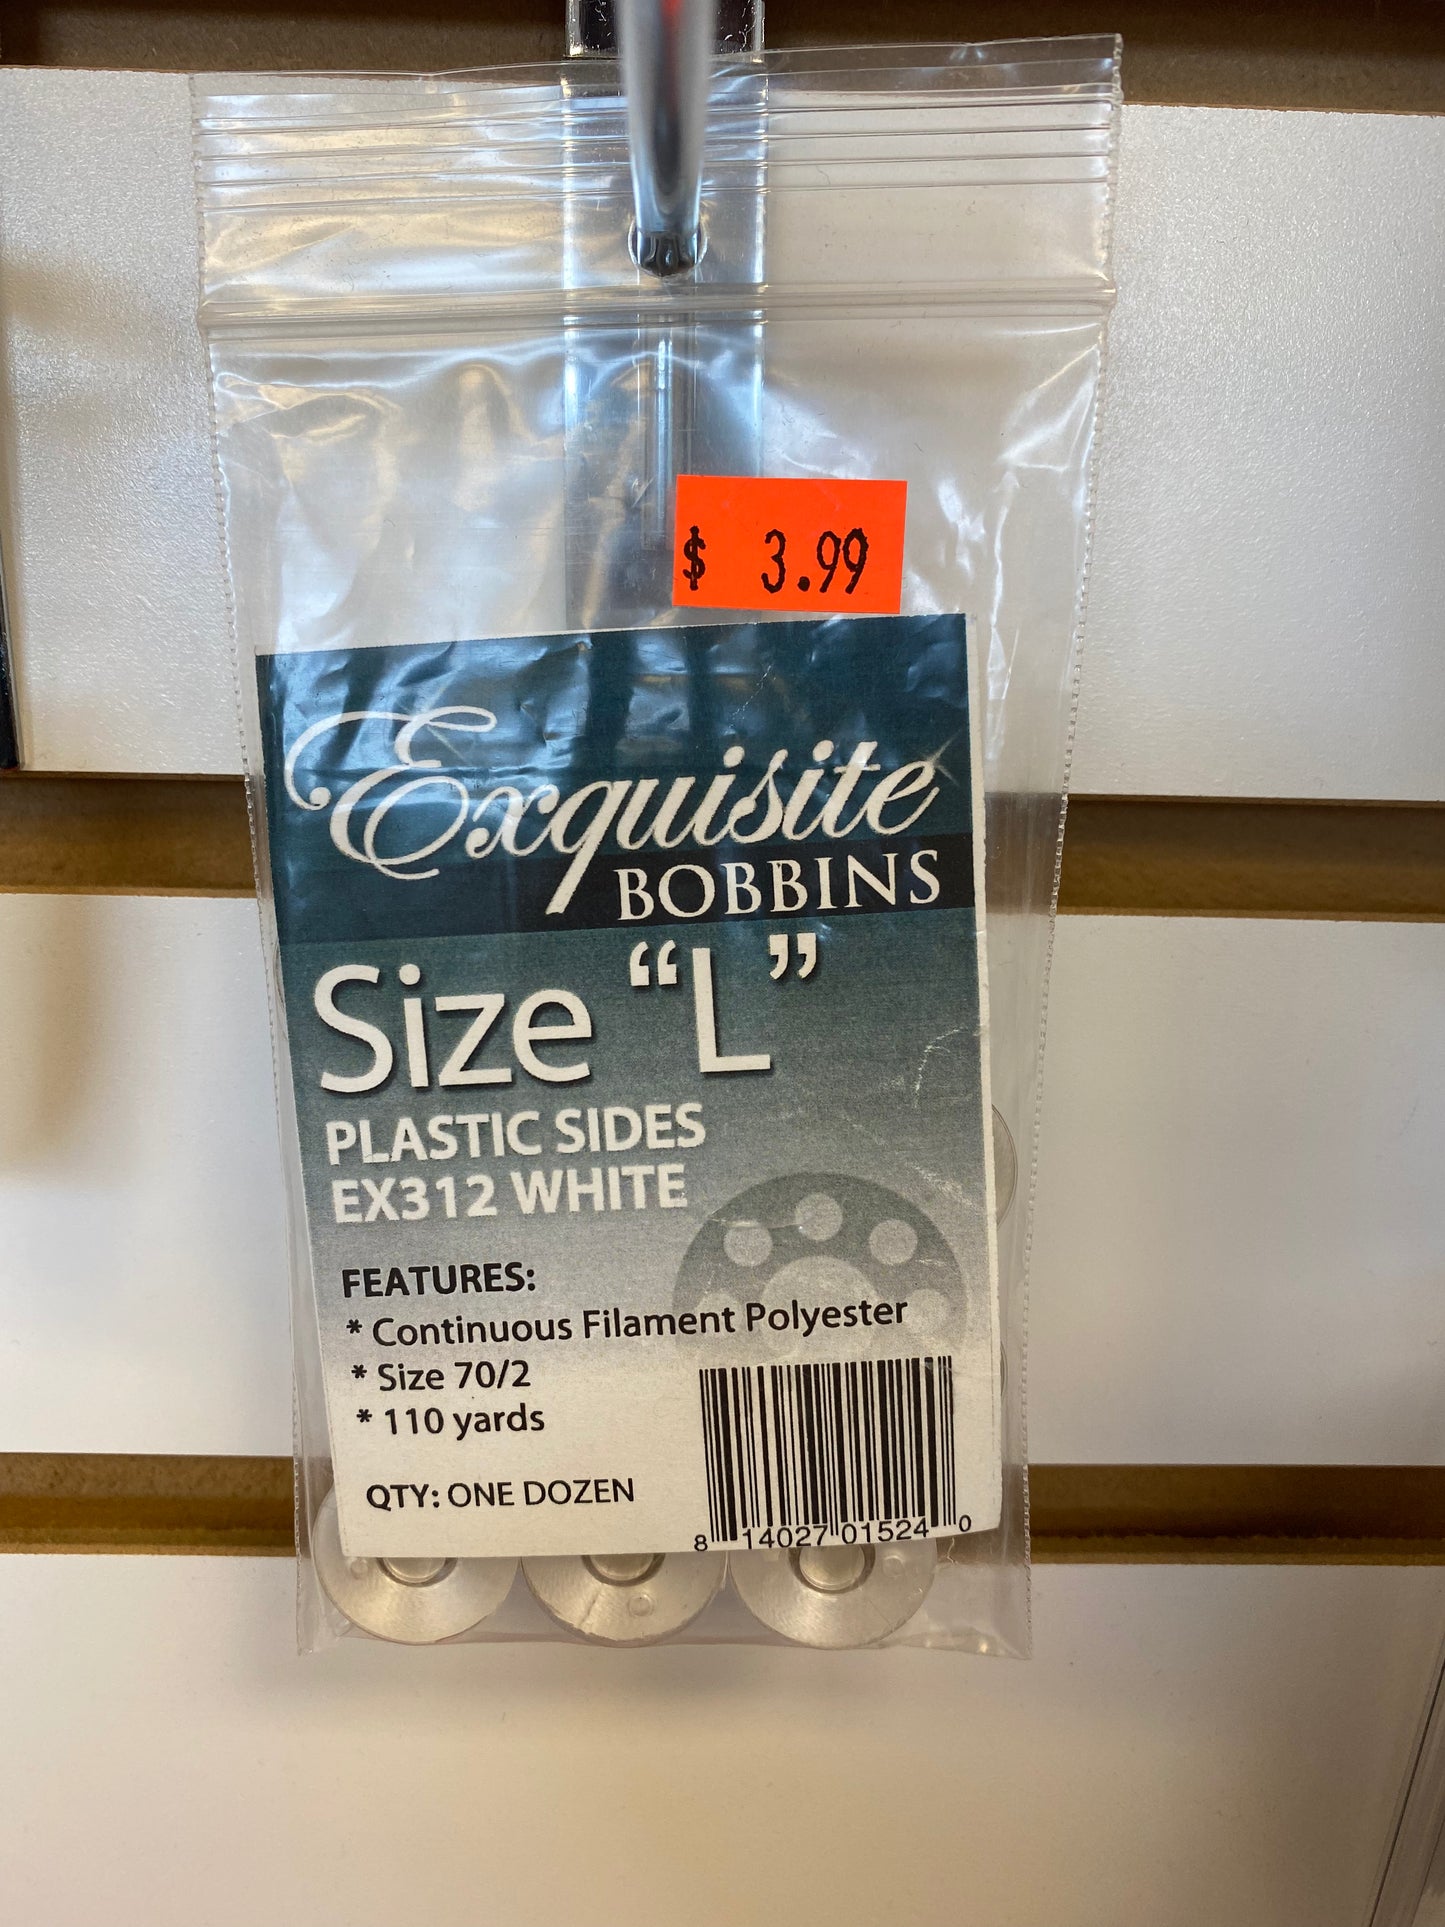 $ 3.99
Exquisite
BOBBINS
Size "L"
PLASTIC SIDES
EX312 WHITE
FEATURES:
* Continuous Filament Polyester
* Size 70/2
* 110 yards
QTY: ONE DOZEN
8 14027 01524 0